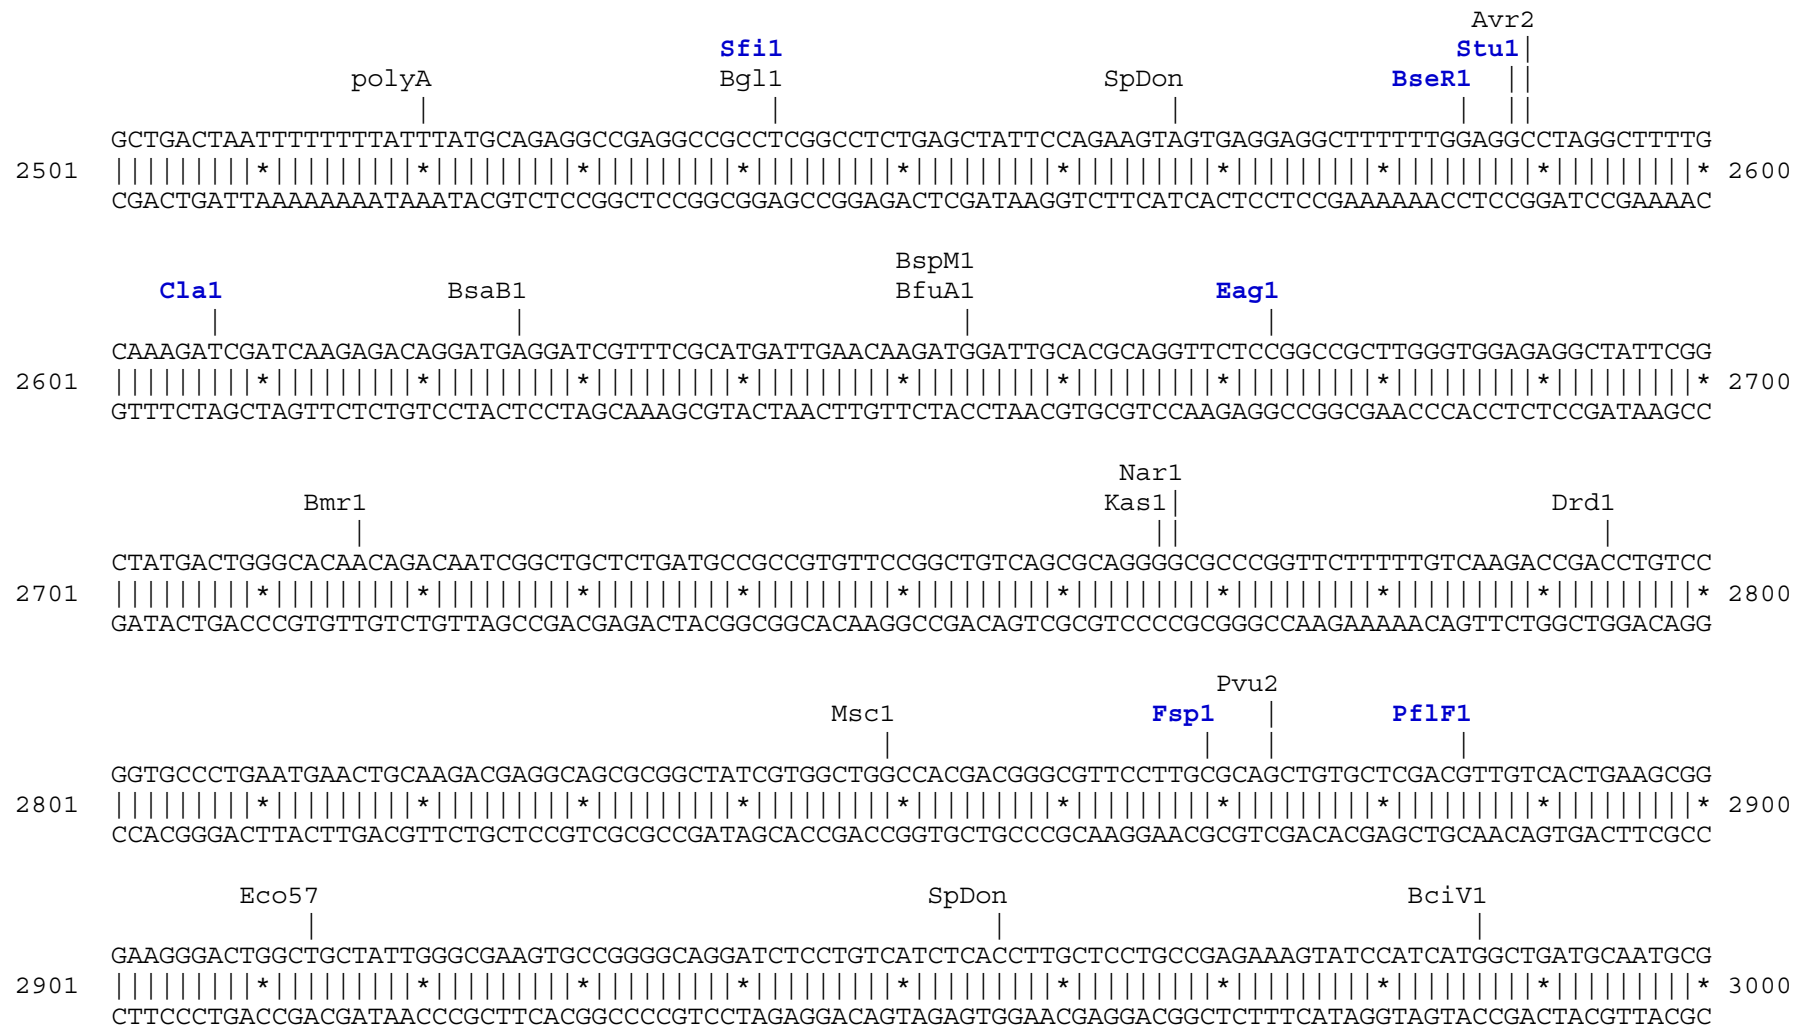 Avr2
Sfi1 Stu1|
polyA Bgl1 SpDon BseR1 ||
| | | | ||
GCTGACTAATTTTTTTTATTTATGCAGAGGCCGAGGCCGCCTCGGCCTCTGAGCTATTCCAGAAGTAGTGAGGAGGCTTTTTTGGAGGCCTAGGCTTTTG
2501 |||||||||*|||||||||*|||||||||*|||||||||*|||||||||*|||||||||*|||||||||*|||||||||*|||||||||*|||||||||* 2600
CGACTGATTAAAAAAAATAAATACGTCTCCGGCTCCGGCGGAGCCGGAGACTCGATAAGGTCTTCATCACTCCTCCGAAAAAACCTCCGGATCCGAAAAC
BspM1
Cla1 BsaB1 BfuA1 Eag1
| | | |
CAAAGATCGATCAAGAGACAGGATGAGGATCGTTTCGCATGATTGAACAAGATGGATTGCACGCAGGTTCTCCGGCCGCTTGGGTGGAGAGGCTATTCGG
2601 |||||||||*|||||||||*|||||||||*|||||||||*|||||||||*|||||||||*|||||||||*|||||||||*|||||||||*|||||||||* 2700
GTTTCTAGCTAGTTCTCTGTCCTACTCCTAGCAAAGCGTACTAACTTGTTCTACCTAACGTGCGTCCAAGAGGCCGGCGAACCCACCTCTCCGATAAGCC
Nar1
Bmr1 Kas1| Drd1
| || |
CTATGACTGGGCACAACAGACAATCGGCTGCTCTGATGCCGCCGTGTTCCGGCTGTCAGCGCAGGGGCGCCCGGTTCTTTTTGTCAAGACCGACCTGTCC
2701 |||||||||*|||||||||*|||||||||*|||||||||*|||||||||*|||||||||*|||||||||*|||||||||*|||||||||*|||||||||* 2800
GATACTGACCCGTGTTGTCTGTTAGCCGACGAGACTACGGCGGCACAAGGCCGACAGTCGCGTCCCCGCGGGCCAAGAAAAACAGTTCTGGCTGGACAGG
Pvu2
Msc1 Fsp1 | PflF1
| | | |
GGTGCCCTGAATGAACTGCAAGACGAGGCAGCGCGGCTATCGTGGCTGGCCACGACGGGCGTTCCTTGCGCAGCTGTGCTCGACGTTGTCACTGAAGCGG
2801 |||||||||*|||||||||*|||||||||*|||||||||*|||||||||*|||||||||*|||||||||*|||||||||*|||||||||*|||||||||* 2900
CCACGGGACTTACTTGACGTTCTGCTCCGTCGCGCCGATAGCACCGACCGGTGCTGCCCGCAAGGAACGCGTCGACACGAGCTGCAACAGTGACTTCGCC
Eco57 SpDon BciV1
| | |
GAAGGGACTGGCTGCTATTGGGCGAAGTGCCGGGGCAGGATCTCCTGTCATCTCACCTTGCTCCTGCCGAGAAAGTATCCATCATGGCTGATGCAATGCG
2901 |||||||||*|||||||||*|||||||||*|||||||||*|||||||||*|||||||||*|||||||||*|||||||||*|||||||||*|||||||||* 3000
CTTCCCTGACCGACGATAACCCGCTTCACGGCCCCGTCCTAGAGGACAGTAGAGTGGAACGAGGACGGCTCTTTCATAGGTAGTACCGACTACGTTACGC